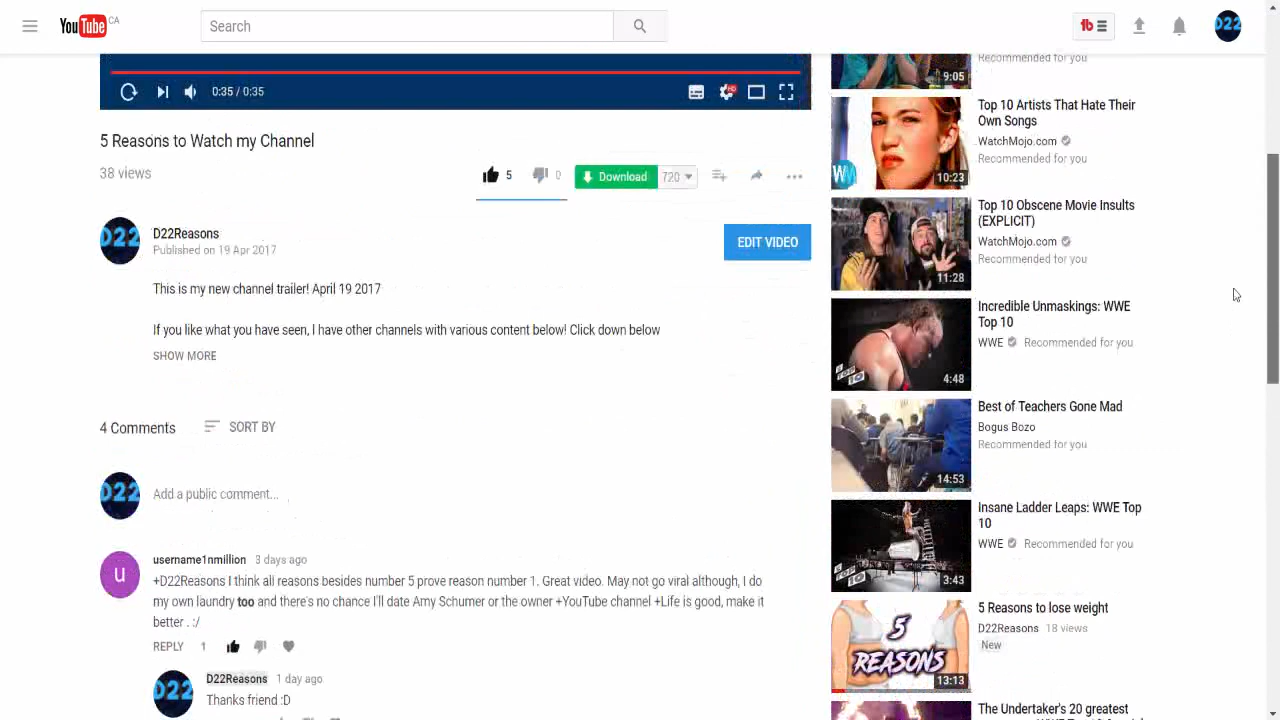 YouTube CA
Search
0:35 / 0:35
HD
5 Reasons to Watch my Channel
38 views
5
0
Download
720
D22
D22Reasons
Published on 19 Apr 2017
EDIT VIDEO
This is my new channel trailer! April 19 2017
If you like what you have seen, I have other channels with various content below! Click down below
SHOW MORE
4 Comments
SORT BY
D22
Add a public comment...
u
username1nmillion 3 days ago
+D22Reasons I think all reasons besides number 5 prove reason number 1. Great video. May not go viral although, I do
my own laundry too and there's no chance I'll date Amy Schumer or the owner +YouTube channel +Life is good, make it
better . :/
REPLY 1
D22
D22Reasons 1 day ago
Thanks friend :D
tb
D22
Recommended for you
9:05
Top 10 Artists That Hate Their
Own Songs
WatchMojo.com
Recommended for you
W
10:23
Top 10 Obscene Movie Insults
(EXPLICIT)
WatchMojo.com
Recommended for you
11:28
Incredible Unmaskings: WWE
Top 10
WWE Recommended for you
TOP 10
4:48
Best of Teachers Gone Mad
Bogus Bozo
Recommended for you
14:53
Insane Ladder Leaps: WWE Top
10
WWE Recommended for you
TOP 10
3:43
5 Reasons to lose weight
D22Reasons 18 views
New
5
REASONS
13:13
The Undertaker's 20 greatest